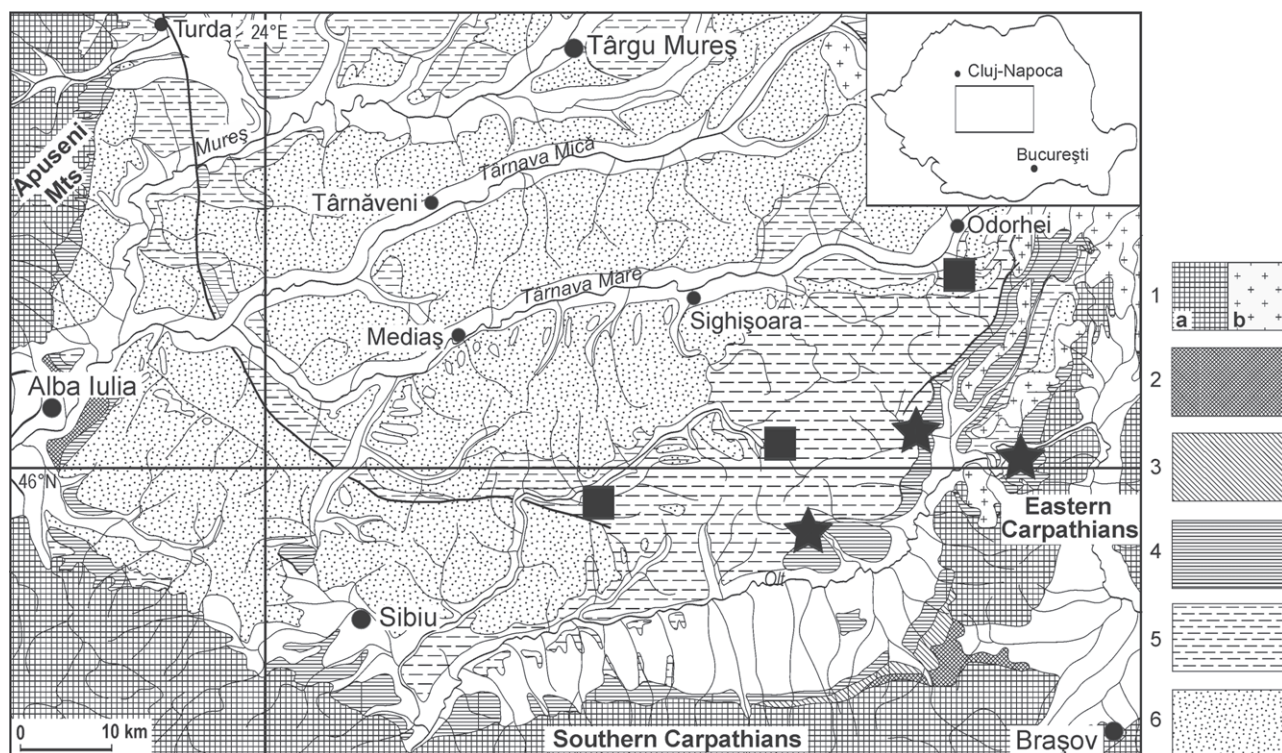 Turda
24°E
Târgu Mureş
Cluj-Napoca
Bucureşti
Apuseni
Mts.
Mureş
Târnava Mică
Târnăveni
Odorhei
Târnava Mare
Sighişoara
Mediaş
Alba Iulia
46°N
Eastern
Carpathians
Olt
Sibiu
0 10 km
Southern Carpathians
Braşov
1
a b
2
3
4
5
6